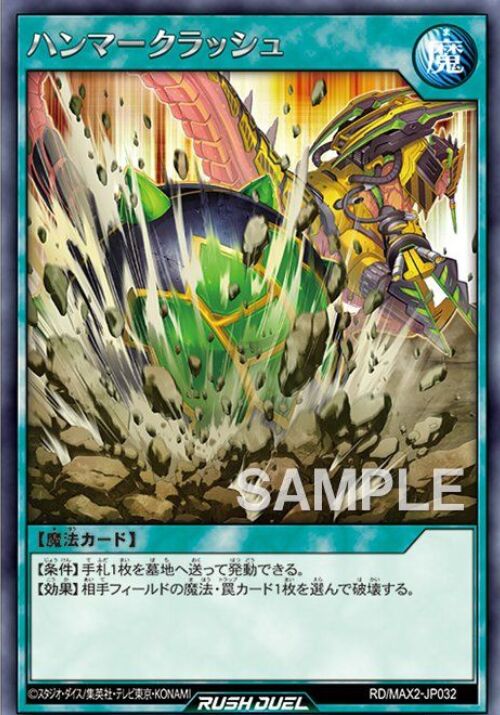 ハンマークラッシュ
魔
SAMPLE
【魔法カード】
【条件】手札1枚を墓地へ送って発動できる。
【効果】相手フィールドの魔法・罠カード1枚を選んで破壊する。
©スタジオ・ダイス/集英社・テレビ東京・KONAMI
RUSH DUEL
RD/MAX2-JP032